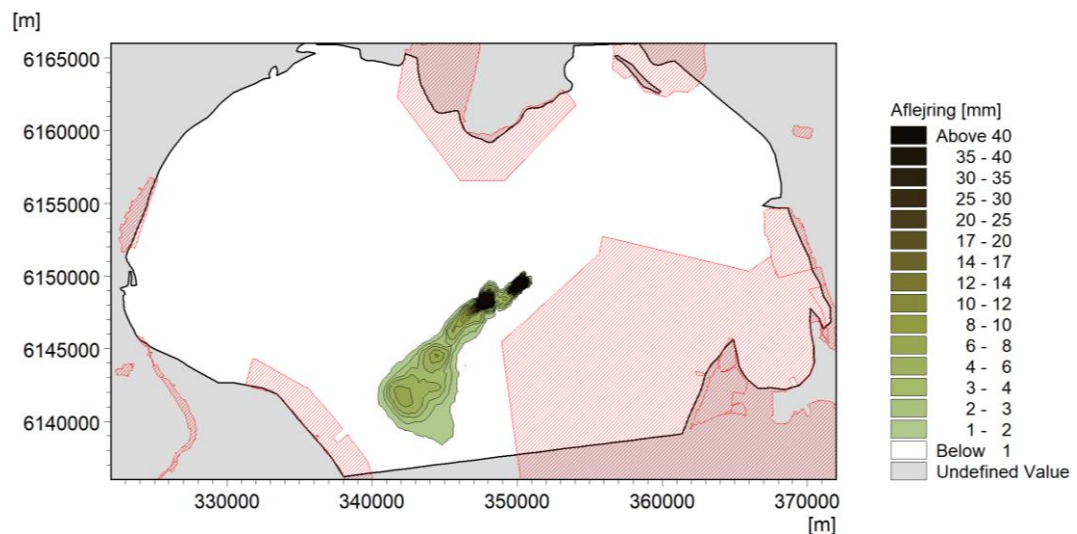 [m]
6165000
6160000
6155000
6150000
6145000
6140000
330000 340000 350000 360000 370000
[m]
Aflejring [mm]
Above 40
35 - 40
30 - 35
25 - 30
20 - 25
17 - 20
14 - 17
12 - 14
10 - 12
8 - 10
6 - 8
4 - 6
3 - 4
2 - 3
1 - 2
Below 1
Undefined Value